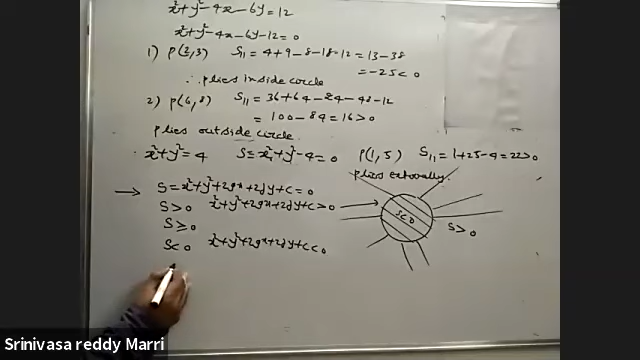 x²+y²-4x-6y=12
x²+y²-4x-6y-12=0
1) P(2,3) S₁₁ = 4+9-8-18-12 = 13-38
= -25<0
∴ P lies inside circle
2) P(6,8) S₁₁ = 36+64-24-48-12
= 100-84 = 16>0
P lies outside circle.
x²+y²=4 S≡x²+y²-4=0 P(1,5) S₁₁=1+25-4=22>0
P lies externally.
→ S=x²+y²+2gx+2fy+c=0
S>0 x²+y²+2gx+2fy+c>0
S≥0
S<0 x²+y²+2gx+2fy+c<0
S<0
S>0
Srinivasa reddy Marri